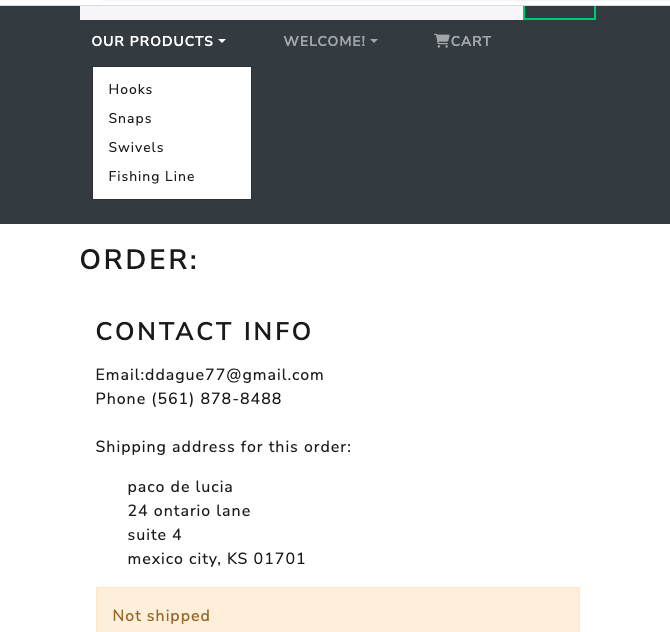 OUR PRODUCTS WELCOME! CART
Hooks
Snaps
Swivels
Fishing Line
ORDER:
CONTACT INFO
Email:ddague77@gmail.com
Phone (561) 878-8488
Shipping address for this order:
paco de lucia
24 ontario lane
suite 4
mexico city, KS 01701
Not shipped